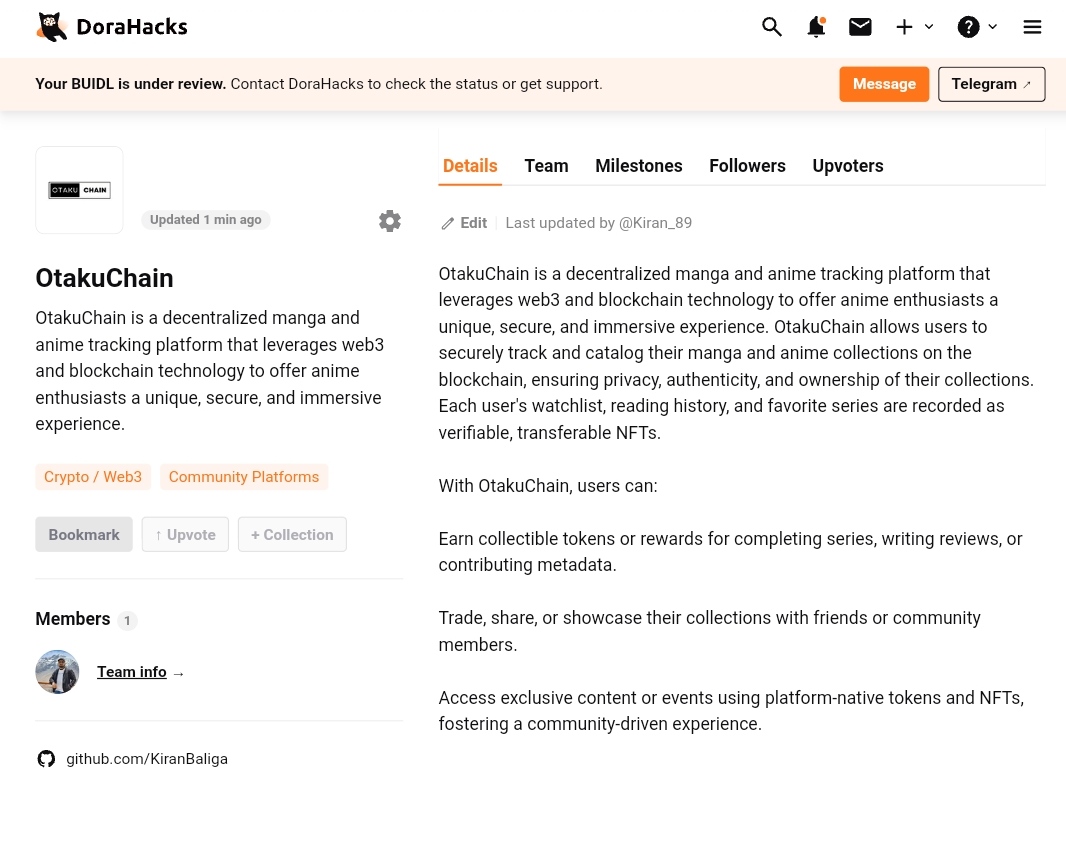 DoraHacks
Your BUIDL is under review. Contact DoraHacks to check the status or get support.
Message
Telegram ↗
OTAKU CHAIN
Updated 1 min ago
OtakuChain
OtakuChain is a decentralized manga and
anime tracking platform that leverages web3
and blockchain technology to offer anime
enthusiasts a unique, secure, and immersive
experience.
Crypto / Web3
Community Platforms
Bookmark
↑ Upvote
+ Collection
Members 1
Team info →
github.com/KiranBaliga
Details
Team
Milestones
Followers
Upvoters
Edit
Last updated by @Kiran_89
OtakuChain is a decentralized manga and anime tracking platform that
leverages web3 and blockchain technology to offer anime enthusiasts a
unique, secure, and immersive experience. OtakuChain allows users to
securely track and catalog their manga and anime collections on the
blockchain, ensuring privacy, authenticity, and ownership of their collections.
Each user's watchlist, reading history, and favorite series are recorded as
verifiable, transferable NFTs.
With OtakuChain, users can:
Earn collectible tokens or rewards for completing series, writing reviews, or
contributing metadata.
Trade, share, or showcase their collections with friends or community
members.
Access exclusive content or events using platform-native tokens and NFTs,
fostering a community-driven experience.